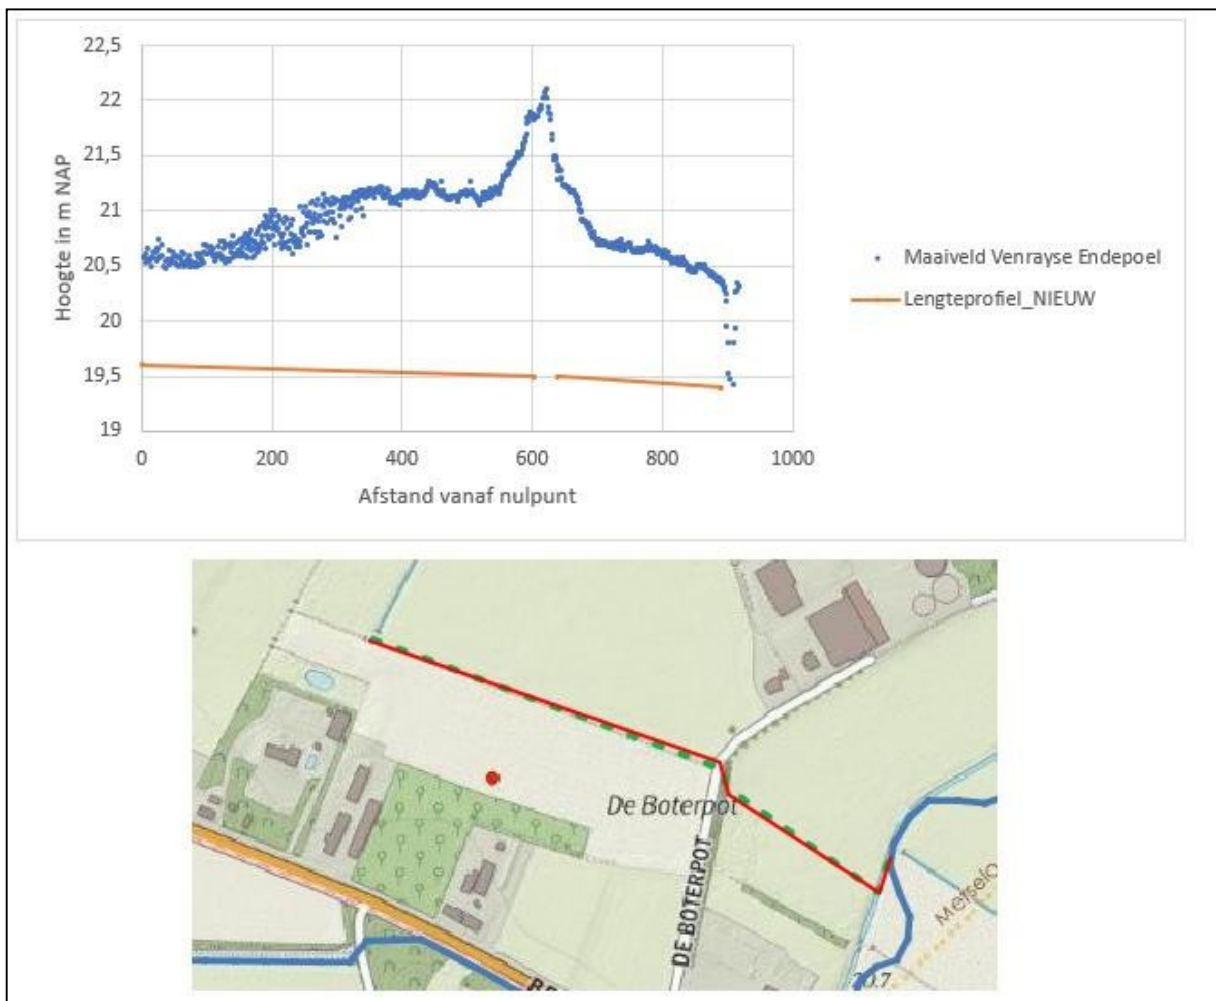 22,5
22
21,5
21
20,5
20
19,5
19
Hoogte in m NAP
0
200
400
600
800
1000
Afstand vanaf nulpunt
Maaiveld Venrayse Endepoel
Lengteprofiel_NIEUW
De Boterpot
DE BOTERPOT